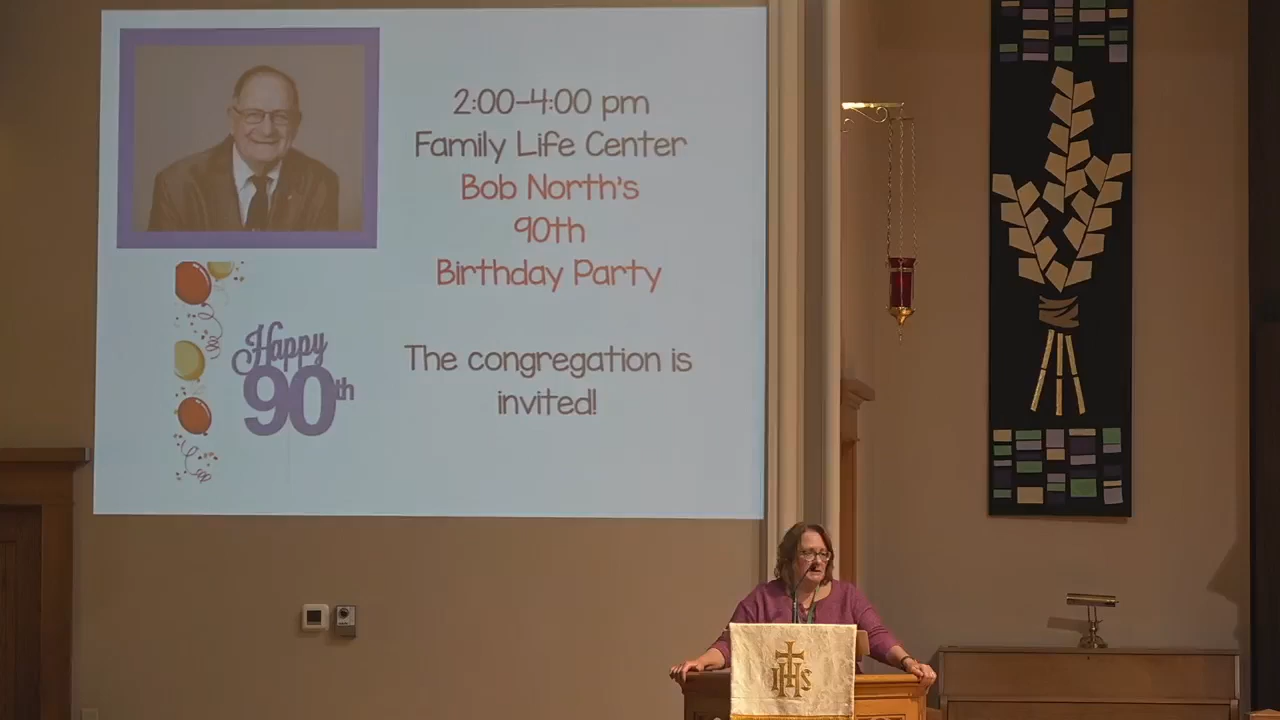 2:00-4:00 pm
Family Life Center
Bob North's
90th
Birthday Party
The congregation is
invited!
Happy
90th
IHS